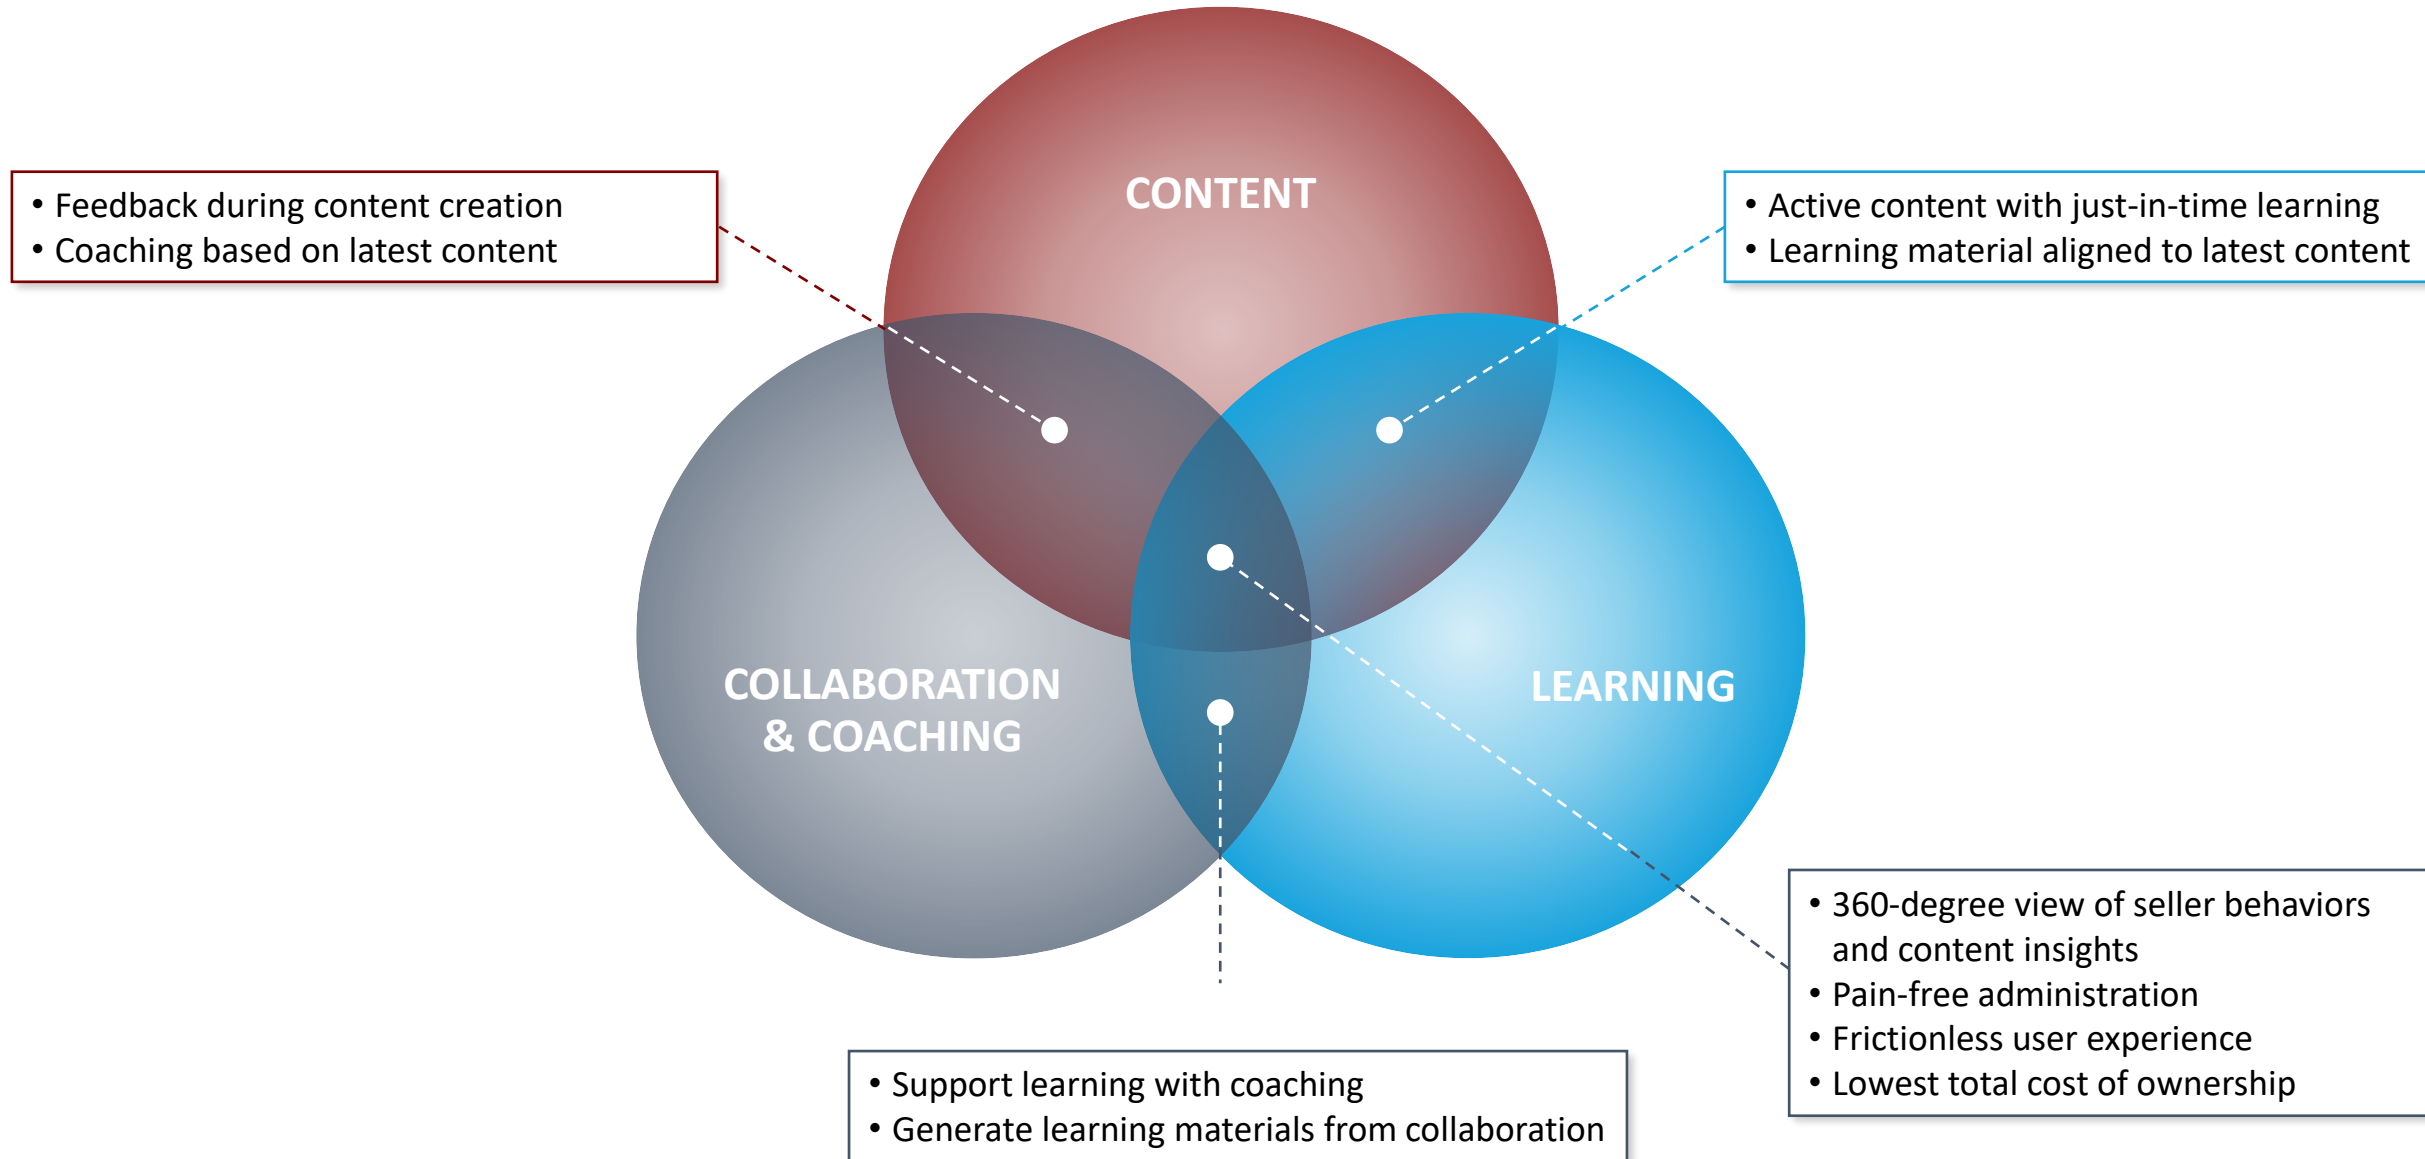 CONTENT
• Feedback during content creation
• Coaching based on latest content
• Active content with just-in-time learning
• Learning material aligned to latest content
COLLABORATION
& COACHING
LEARNING
• 360-degree view of seller behaviors
and content insights
• Pain-free administration
• Frictionless user experience
• Lowest total cost of ownership
• Support learning with coaching
• Generate learning materials from collaboration